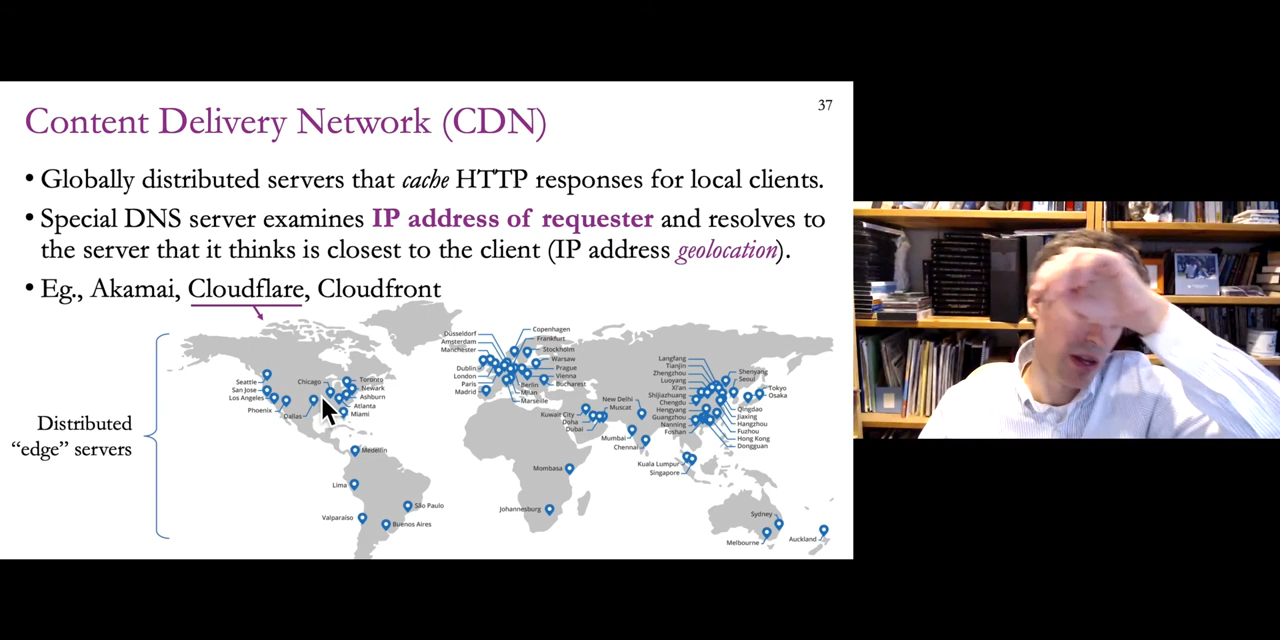 37
Content Delivery Network (CDN)
• Globally distributed servers that cache HTTP responses for local clients.
• Special DNS server examines IP address of requester and resolves to
the server that it thinks is closest to the client (IP address geolocation).
• Eg., Akamai, Cloudflare, Cloudfront
Distributed
“edge” servers
Seattle
San Jose
Los Angeles
Phoenix
Dallas
Chicago
Toronto
Newark
Ashburn
Atlanta
Miami
Medellín
Lima
Valparaíso
São Paulo
Buenos Aires
Düsseldorf
Amsterdam
Manchester
Dublin
London
Paris
Madrid
Copenhagen
Frankfurt
Stockholm
Warsaw
Prague
Vienna
Bucharest
Berlin
Milan
Marseille
Kuwait City
Doha
Dubai
Muscat
New Delhi
Mumbai
Chennai
Mombasa
Johannesburg
Langfang
Tianjin
Zhengzhou
Luoyang
Xi'an
Shijiazhuang
Chengdu
Hengyang
Guangzhou
Nanning
Foshan
Shenyang
Seoul
Tokyo
Osaka
Qingdao
Jiaxing
Hangzhou
Fuzhou
Hong Kong
Dongguan
Kuala Lumpur
Singapore
Sydney
Melbourne
Auckland